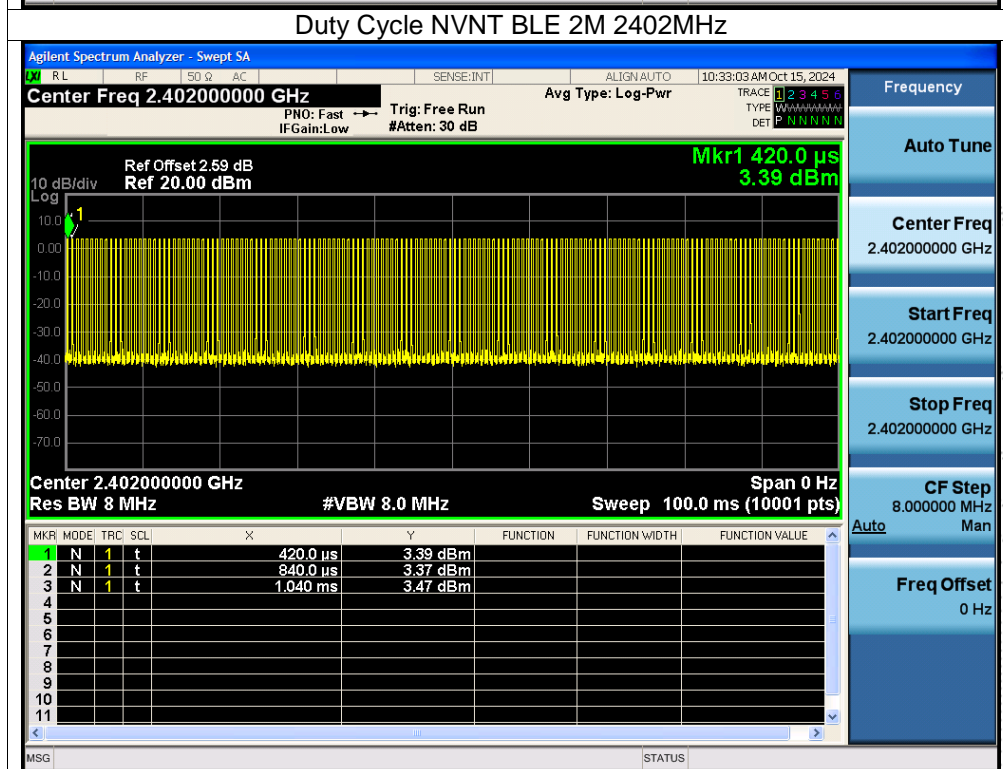 Duty Cycle NVNT BLE 2M 2402MHz
Agilent Spectrum Analyzer - Swept SA
LXI RL RF 50 Ω AC SENSE:INT ALIGN AUTO 10:33:03 AM Oct 15, 2024
Center Freq 2.402000000 GHz
PNO: Fast
IFGain:Low
Trig: Free Run
#Atten: 30 dB
Avg Type: Log-Pwr
TRACE 1 2 3 4 5 6
TYPE W
DET P N N N N N
Frequency
Auto Tune
Center Freq
2.402000000 GHz
Start Freq
2.402000000 GHz
Stop Freq
2.402000000 GHz
CF Step
8.000000 MHz
Auto Man
Freq Offset
0 Hz
Mkr1 420.0 µs
3.39 dBm
Ref Offset 2.59 dB
10 dB/div Ref 20.00 dBm
Log
1
10.0
0.00
-10.0
-20.0
-30.0
-40.0
-50.0
-60.0
-70.0
Center 2.402000000 GHz Span 0 Hz
Res BW 8 MHz #VBW 8.0 MHz Sweep 100.0 ms (10001 pts)
MKR MODE TRC SCL X Y FUNCTION FUNCTION WIDTH FUNCTION VALUE
1 N 1 t 420.0 µs 3.39 dBm
2 N 1 t 840.0 µs 3.37 dBm
3 N 1 t 1.040 ms 3.47 dBm
4
5
6
7
8
9
10
11
MSG STATUS